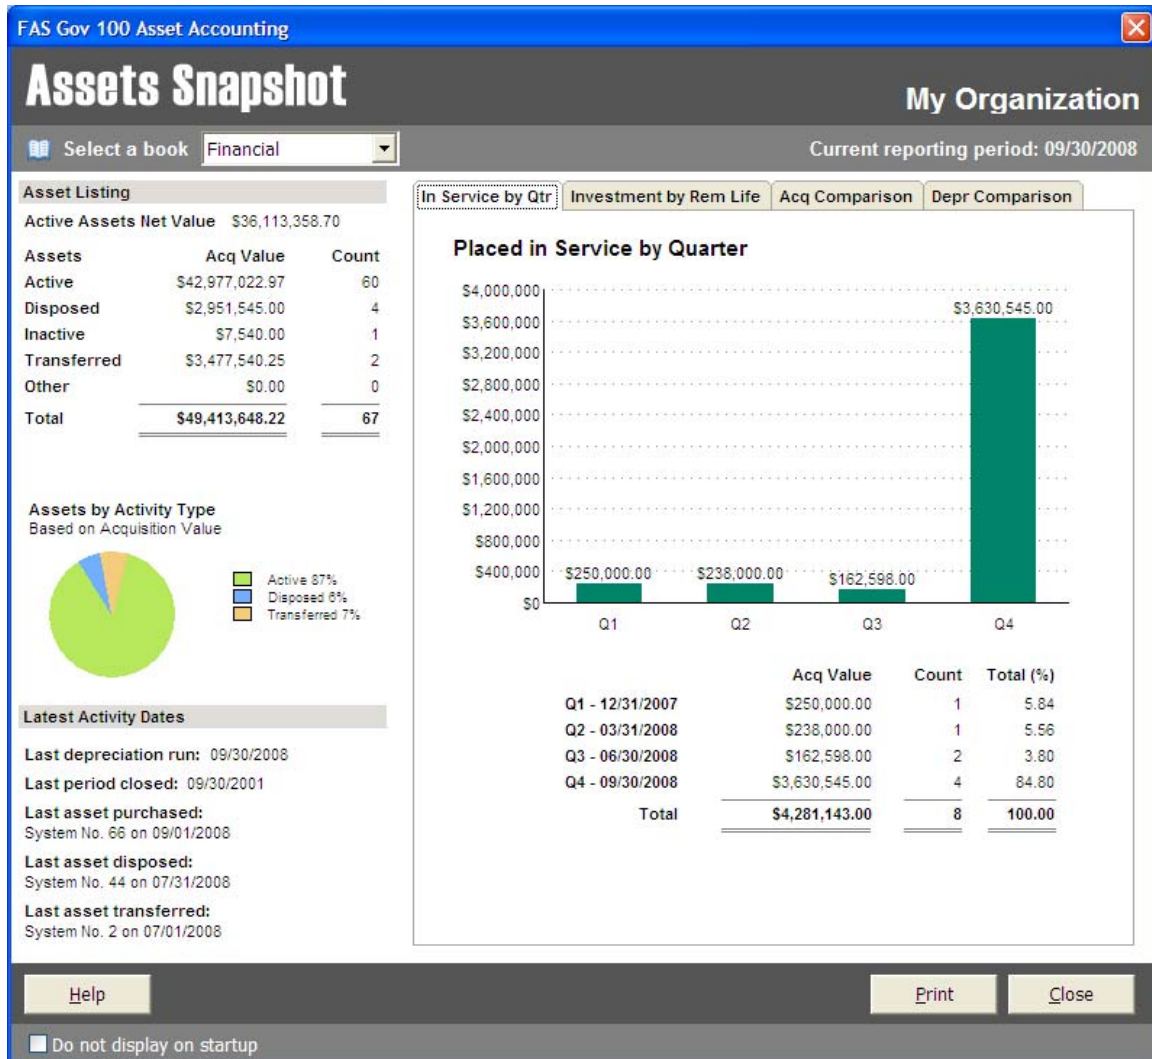 FAS Gov 100 Asset Accounting
Assets Snapshot
My Organization
Select a book Financial
Current reporting period: 09/30/2008
Asset Listing
Active Assets Net Value $36,113,358.70
Assets Acq Value Count
Active $42,977,022.97 60
Disposed $2,951,545.00 4
Inactive $7,540.00 1
Transferred $3,477,540.25 2
Other $0.00 0
Total $49,413,648.22 67
Assets by Activity Type
Based on Acquisition Value
Active 87%
Disposed 6%
Transferred 7%
Latest Activity Dates
Last depreciation run: 09/30/2008
Last period closed: 09/30/2001
Last asset purchased:
System No. 66 on 09/01/2008
Last asset disposed:
System No. 44 on 07/31/2008
Last asset transferred:
System No. 2 on 07/01/2008
In Service by Qtr Investment by Rem Life Acq Comparison Depr Comparison
Placed in Service by Quarter
$4,000,000
$3,600,000
$3,200,000
$2,800,000
$2,400,000
$2,000,000
$1,600,000
$1,200,000
$800,000
$400,000
$0
$250,000.00 $238,000.00 $162,598.00 $3,630,545.00
Q1 Q2 Q3 Q4
Acq Value Count Total (%)
Q1 - 12/31/2007 $250,000.00 1 5.84
Q2 - 03/31/2008 $238,000.00 1 5.56
Q3 - 06/30/2008 $162,598.00 2 3.80
Q4 - 09/30/2008 $3,630,545.00 4 84.80
Total $4,281,143.00 8 100.00
Help Print Close
Do not display on startup